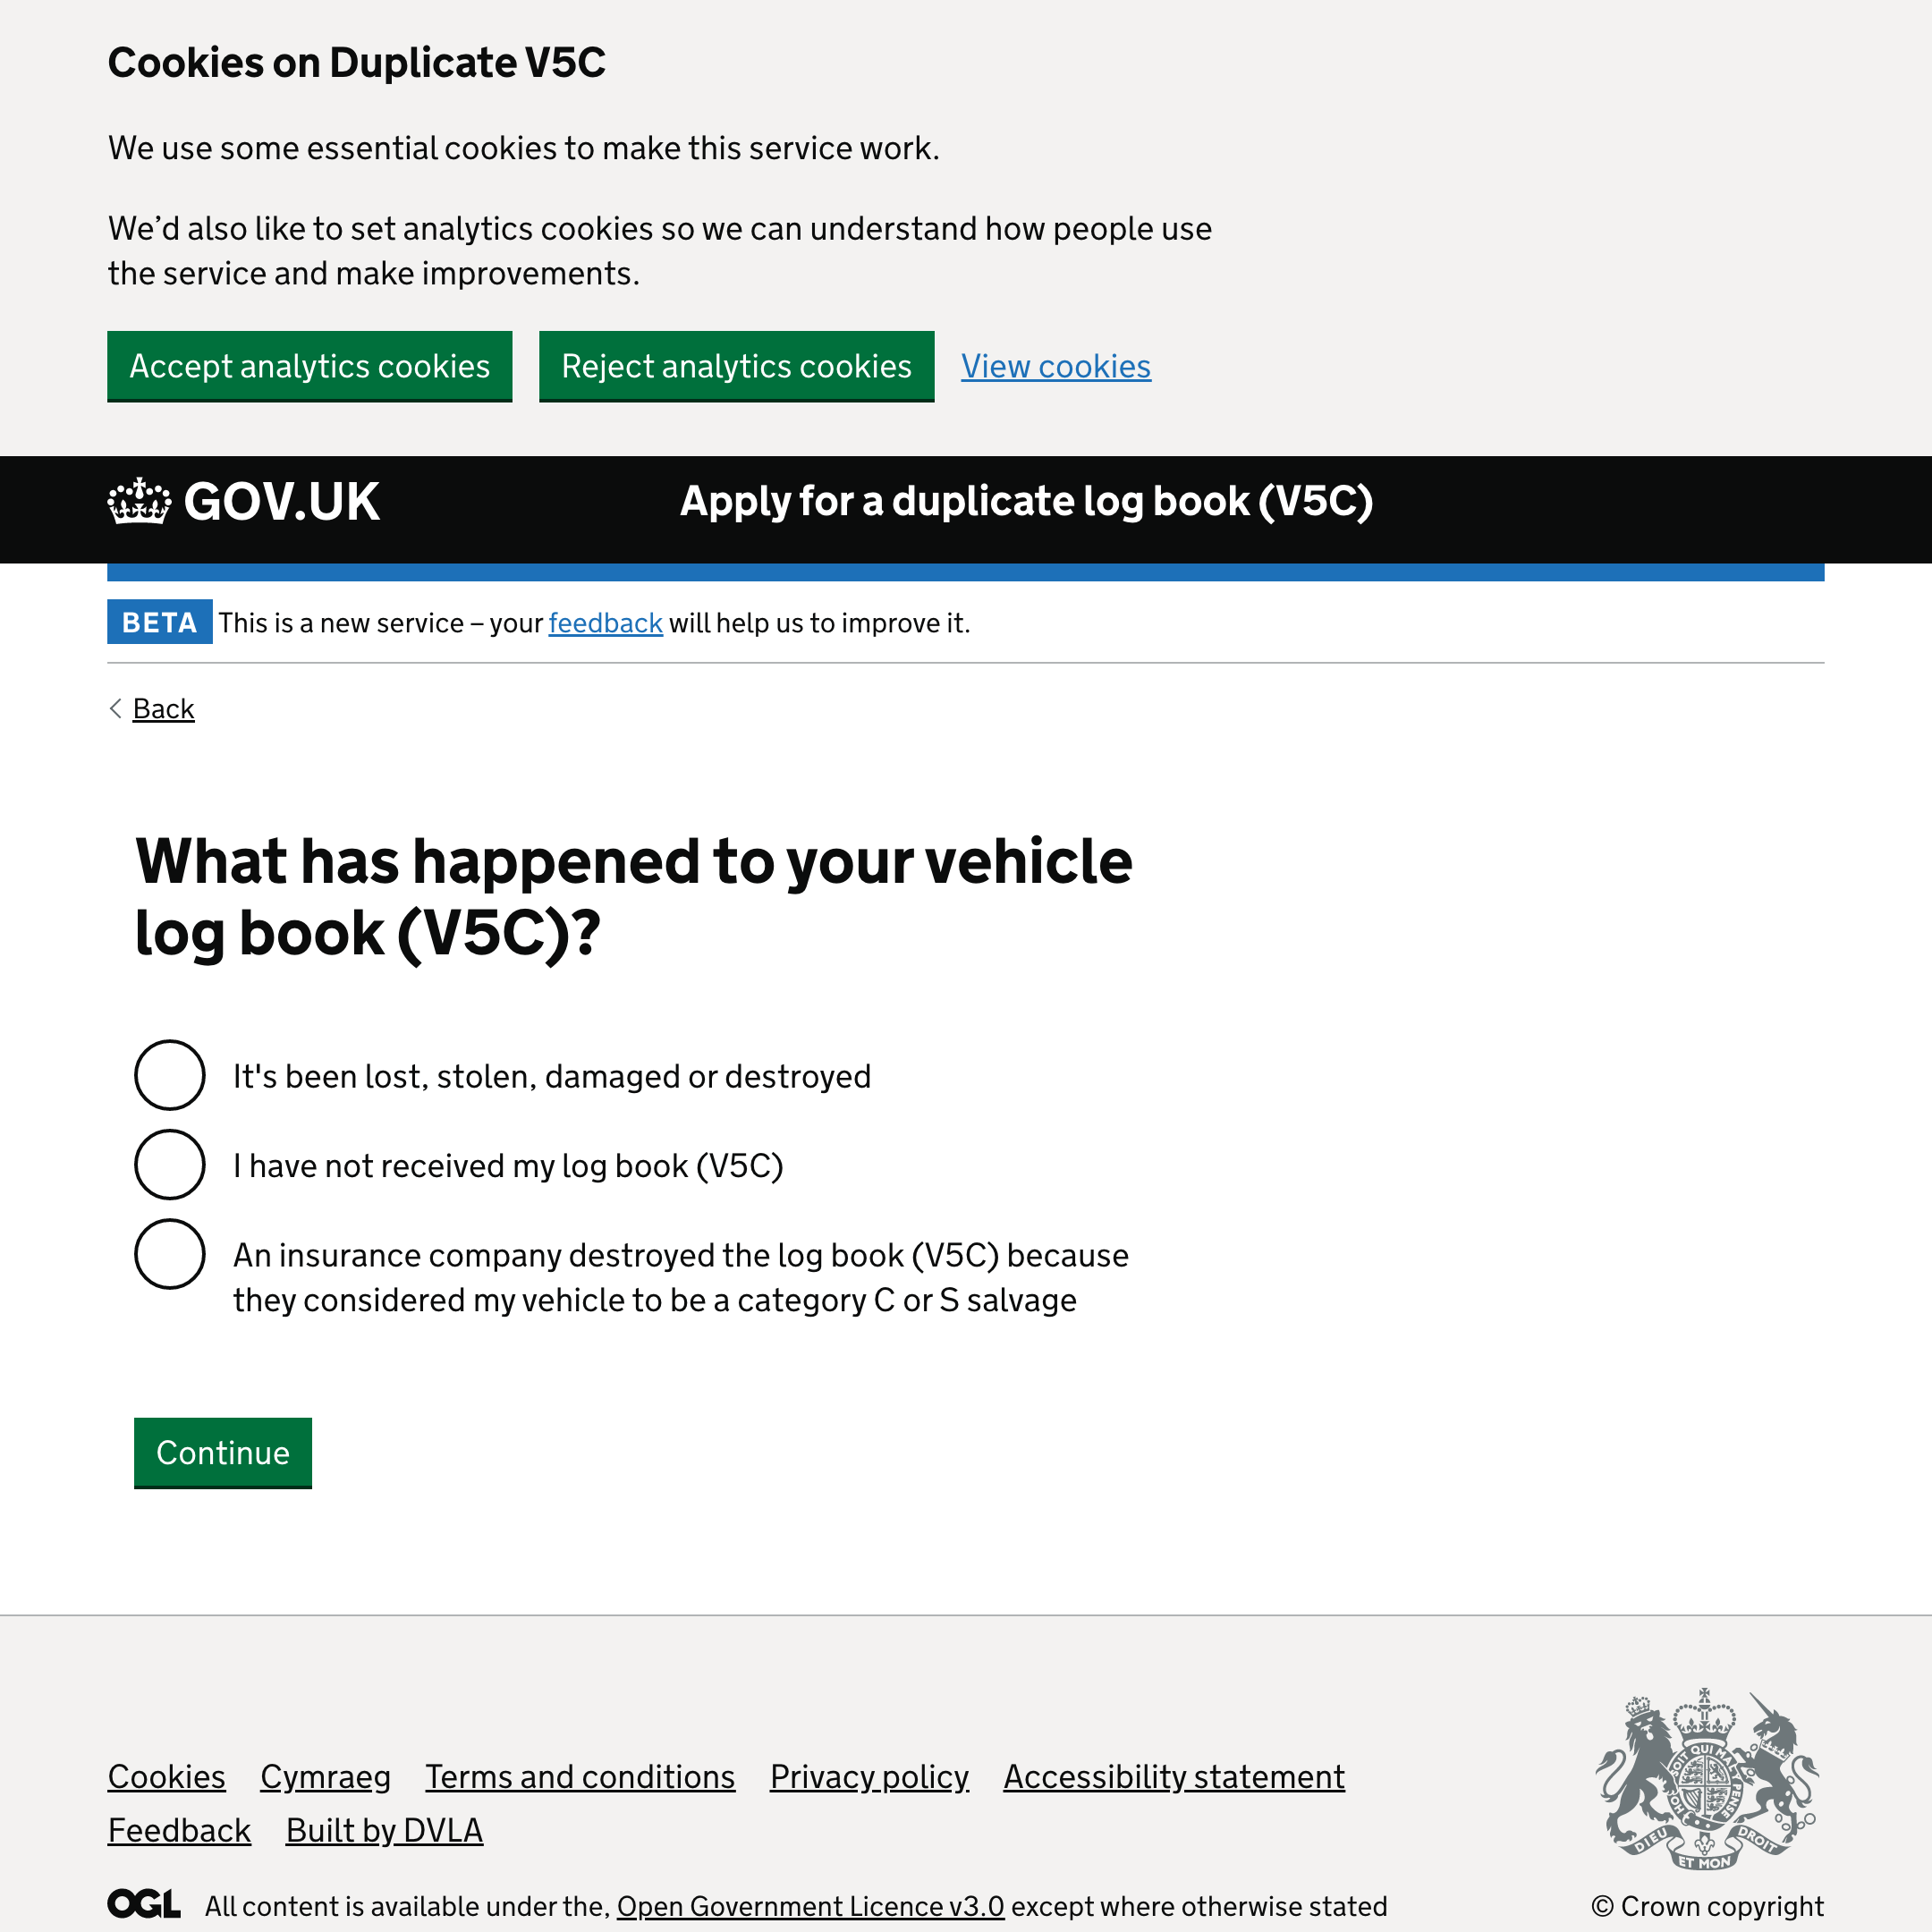 Cookies on Duplicate V5C
We use some essential cookies to make this service work.
We’d also like to set analytics cookies so we can understand how people use
the service and make improvements.
Accept analytics cookies
Reject analytics cookies
View cookies
GOV.UK
Apply for a duplicate log book (V5C)
BETA This is a new service – your feedback will help us to improve it.
Back
What has happened to your vehicle
log book (V5C)?
It's been lost, stolen, damaged or destroyed
I have not received my log book (V5C)
An insurance company destroyed the log book (V5C) because
they considered my vehicle to be a category C or S salvage
Continue
Cookies Cymraeg Terms and conditions Privacy policy Accessibility statement
Feedback Built by DVLA
HONI SOIT QUI MAL Y PENSE
DIEU ET MON DROIT
OGL All content is available under the, Open Government Licence v3.0 except where otherwise stated
© Crown copyright